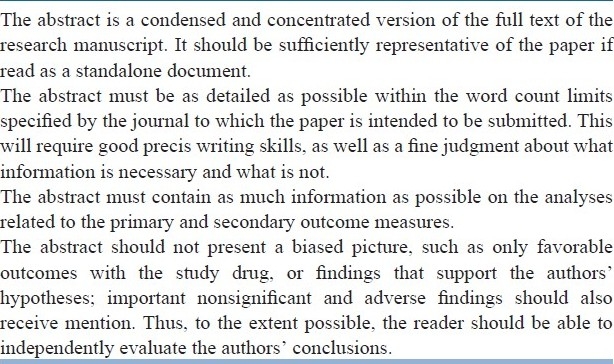 The abstract is a condensed and concentrated version of the full text of the
research manuscript. It should be sufficiently representative of the paper if
read as a standalone document.
The abstract must be as detailed as possible within the word count limits
specified by the journal to which the paper is intended to be submitted. This
will require good precis writing skills, as well as a fine judgment about what
information is necessary and what is not.
The abstract must contain as much information as possible on the analyses
related to the primary and secondary outcome measures.
The abstract should not present a biased picture, such as only favorable
outcomes with the study drug, or findings that support the authors’
hypotheses; important nonsignificant and adverse findings should also
receive mention. Thus, to the extent possible, the reader should be able to
independently evaluate the authors’ conclusions.